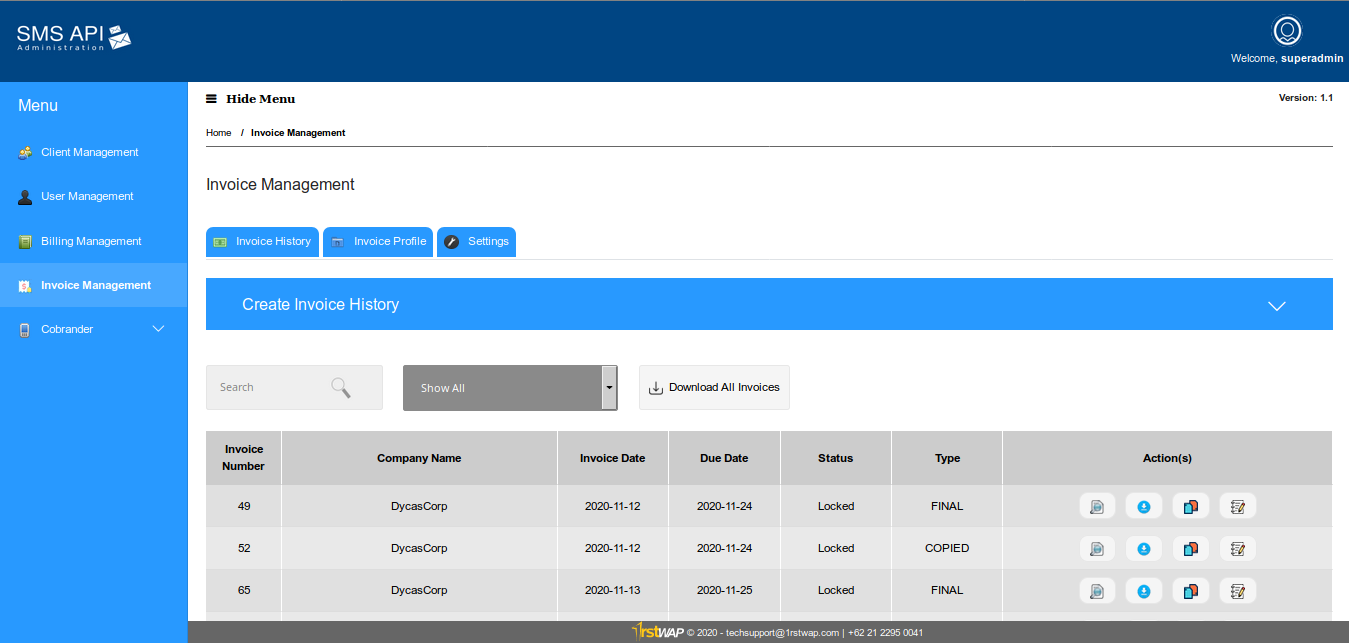 SMS API
Administration
Welcome, superadmin
Menu
Client Management
User Management
Billing Management
Invoice Management
Cobrander
Hide Menu
Version: 1.1
Home / Invoice Management
Invoice Management
Invoice History
Invoice Profile
Settings
Create Invoice History
Search
Show All
Download All Invoices
Invoice Number Company Name Invoice Date Due Date Status Type Action(s)
49 DycasCorp 2020-11-12 2020-11-24 Locked FINAL
52 DycasCorp 2020-11-12 2020-11-24 Locked COPIED
65 DycasCorp 2020-11-13 2020-11-25 Locked FINAL
1rstWAP © 2020 - techsupport@1rstwap.com | +62 21 2295 0041